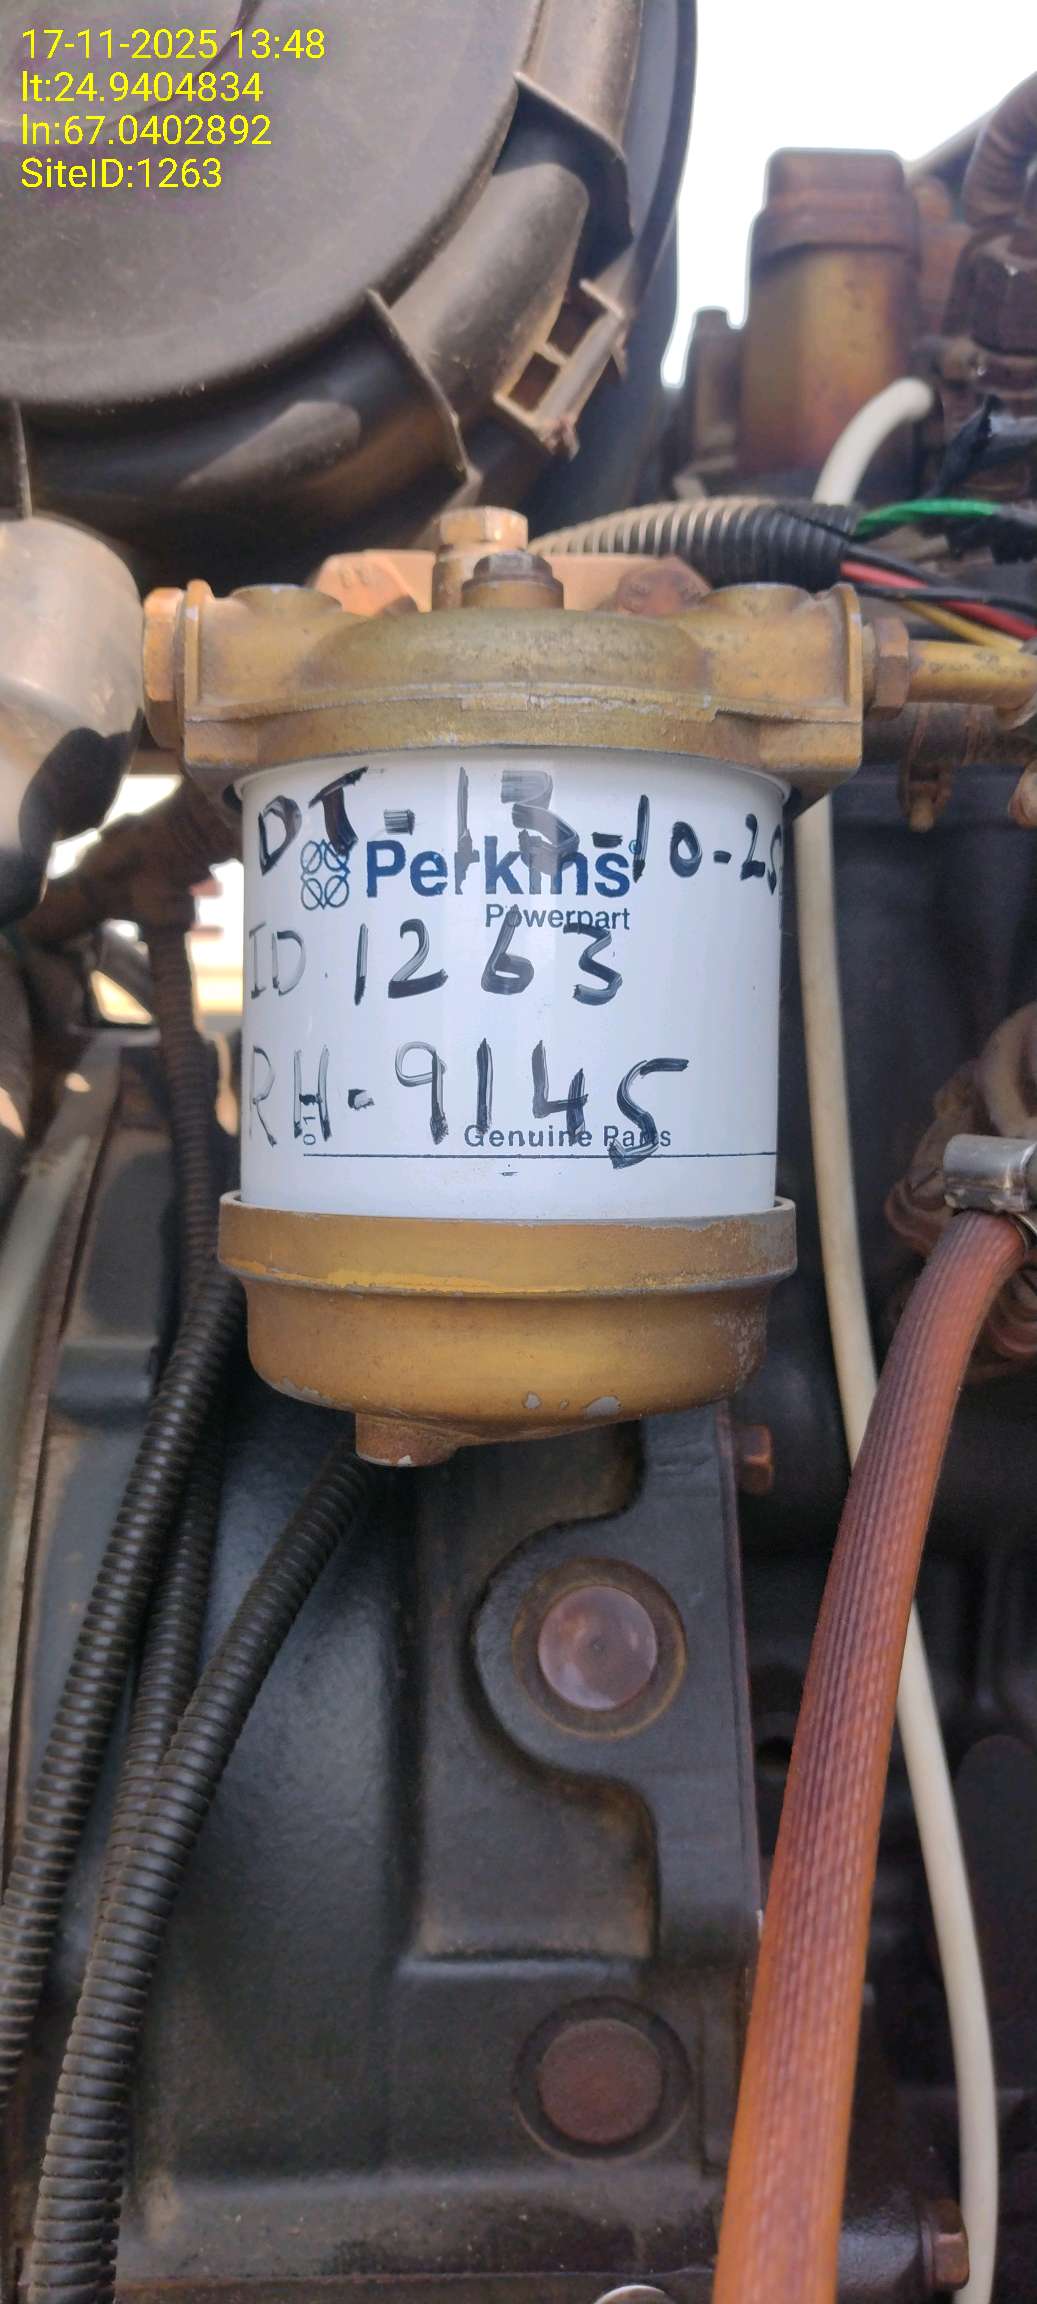 17-11-2025 13:48
lt:24.9404834
ln:67.0402892
SiteID:1263
DT-13-10-25
Perkins®
Powerpart
ID.1263
RH-9145
Genuine Parts